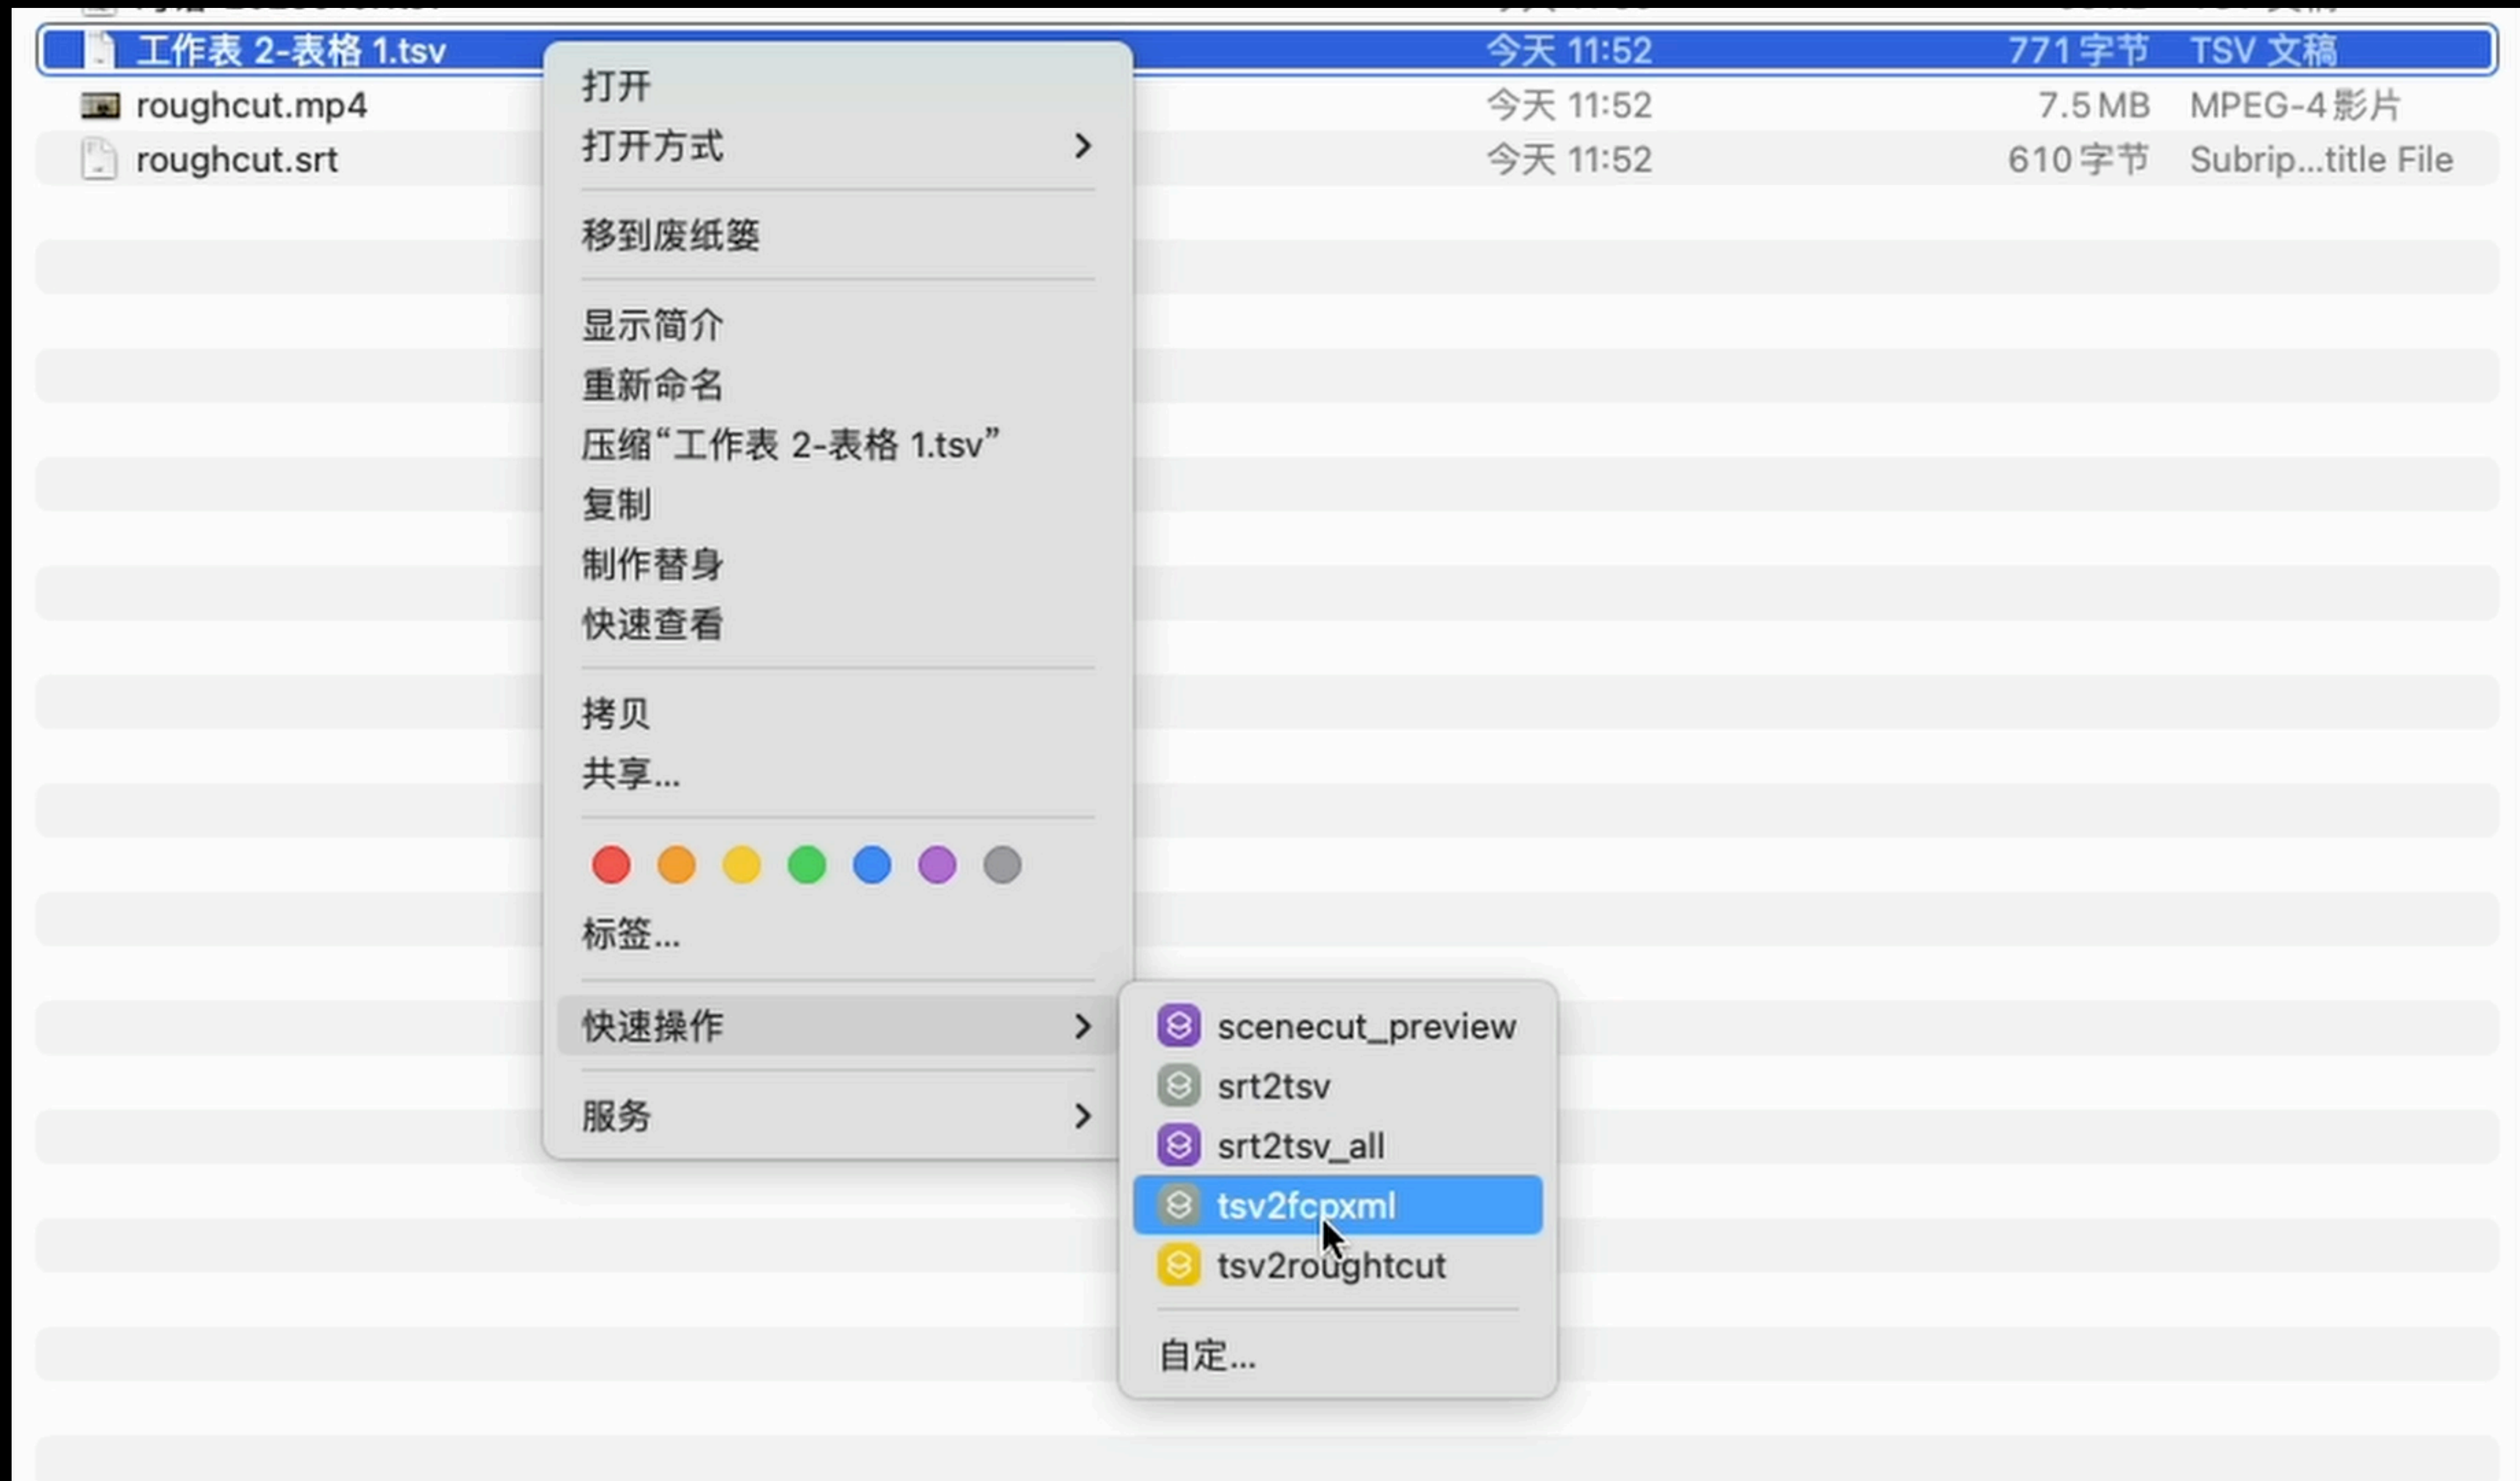 工作表 2-表格 1.tsv 今天 11:52 771 字节 TSV 文稿
roughcut.mp4 今天 11:52 7.5 MB MPEG-4 影片
roughcut.srt 今天 11:52 610 字节 Subrip...title File
打开
打开方式
移到废纸篓
显示简介
重新命名
压缩“工作表 2-表格 1.tsv”
复制
制作替身
快速查看
拷贝
共享...
标签...
快速操作
服务
scenecut_preview
srt2tsv
srt2tsv_all
tsv2fcpxml
tsv2roughtcut
自定...